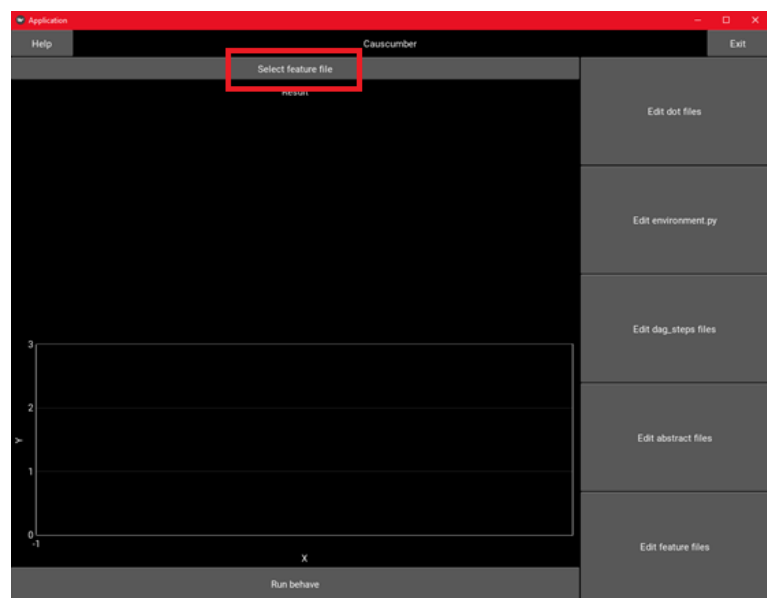 Application
Help
Causcumber
Exit
Select feature file
Result
Edit dot files
Edit environment.py
Edit dag_steps files
Edit abstract files
Edit feature files
3
2
Y
1
0
-1
X
Run behave